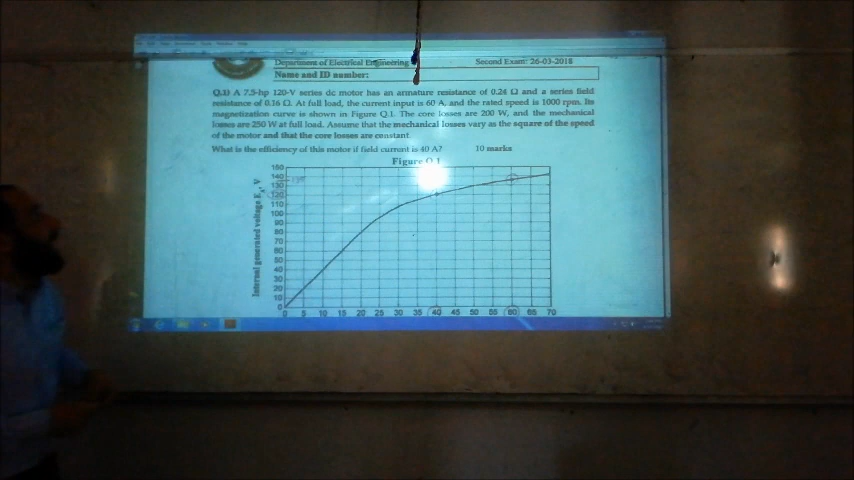 Department of Electrical Engineering Second Exam: 26-03-2018
Name and ID number:
Q.1) A 7.5-hp 120-V series dc motor has an armature resistance of 0.24 Ω and a series field
resistance of 0.16 Ω. At full load, the current input is 60 A, and the rated speed is 1000 rpm. Its
magnetization curve is shown in Figure Q.1. The core losses are 200 W, and the mechanical
losses are 250 W at full load. Assume that the mechanical losses vary as the square of the speed
of the motor and that the core losses are constant.
What is the efficiency of this motor if field current is 40 A? 10 marks
Figure Q.1
Internal generated voltage E V
150
140
130
120
110
100
90
80
70
60
50
40
30
20
10
0
0 5 10 15 20 25 30 35 40 45 50 55 60 65 70